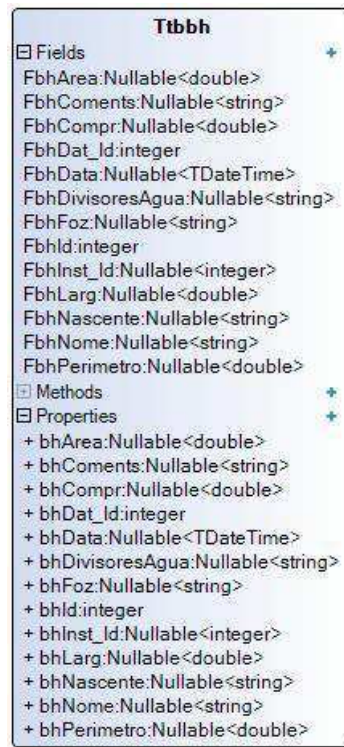 Ttbbh
Fields +
FbhArea:Nullable<double>
FbhComents:Nullable<string>
FbhCompr:Nullable<double>
FbhDat_Id:integer
FbhData:Nullable<TDateTime>
FbhDivisoresAgua:Nullable<string>
FbhFoz:Nullable<string>
FbhId:integer
FbhInst_Id:Nullable<integer>
FbhLarg:Nullable<double>
FbhNascente:Nullable<string>
FbhNome:Nullable<string>
FbhPerimetro:Nullable<double>
Methods +
Properties +
+ bhArea:Nullable<double>
+ bhComents:Nullable<string>
+ bhCompr:Nullable<double>
+ bhDat_Id:integer
+ bhData:Nullable<TDateTime>
+ bhDivisoresAgua:Nullable<string>
+ bhFoz:Nullable<string>
+ bhId:integer
+ bhInst_Id:Nullable<integer>
+ bhLarg:Nullable<double>
+ bhNascente:Nullable<string>
+ bhNome:Nullable<string>
+ bhPerimetro:Nullable<double>